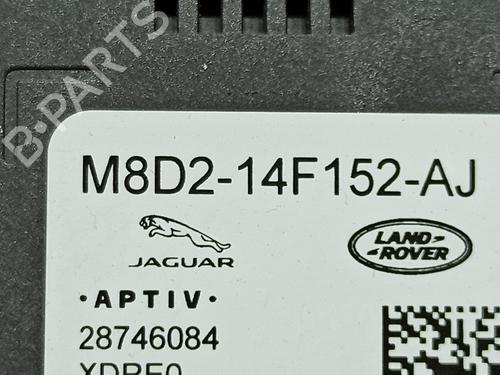 B-PARTS
M8D2-14F152-AJ
JAGUAR
LAND-
ROVER
• APTIV •
28746084